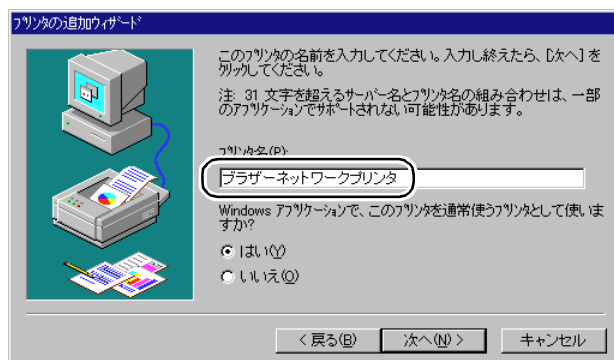 プリンタの追加ウィザード
このプリンタの名前を入力してください。入力し終えたら、[次へ] を
クリックしてください。
注: 31 文字を超えるサーバー名とプリンタ名の組み合わせは、一部
のアプリケーションでサポートされない可能性があります。
プリンタ名(P):
ブラザーネットワークプリンタ
Windows アプリケーションで、このプリンタを通常使うプリンタとして使いま
すか?
はい(Y)
いいえ(O)
< 戻る(B)
次へ(N) >
キャンセル